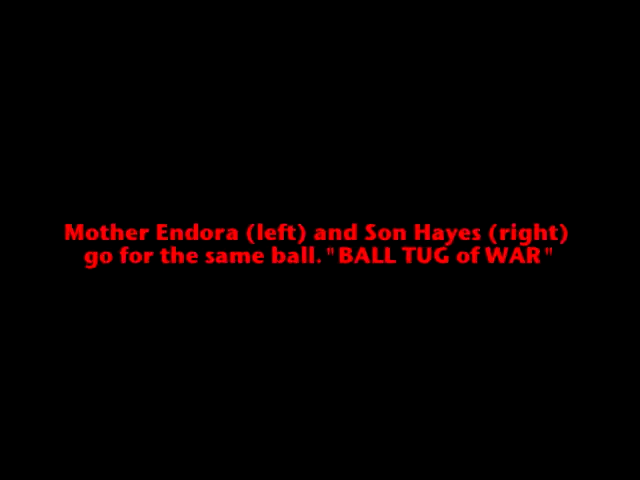 Mother Endora (left) and Son Hayes (right)
go for the same ball. "BALL TUG of WAR"